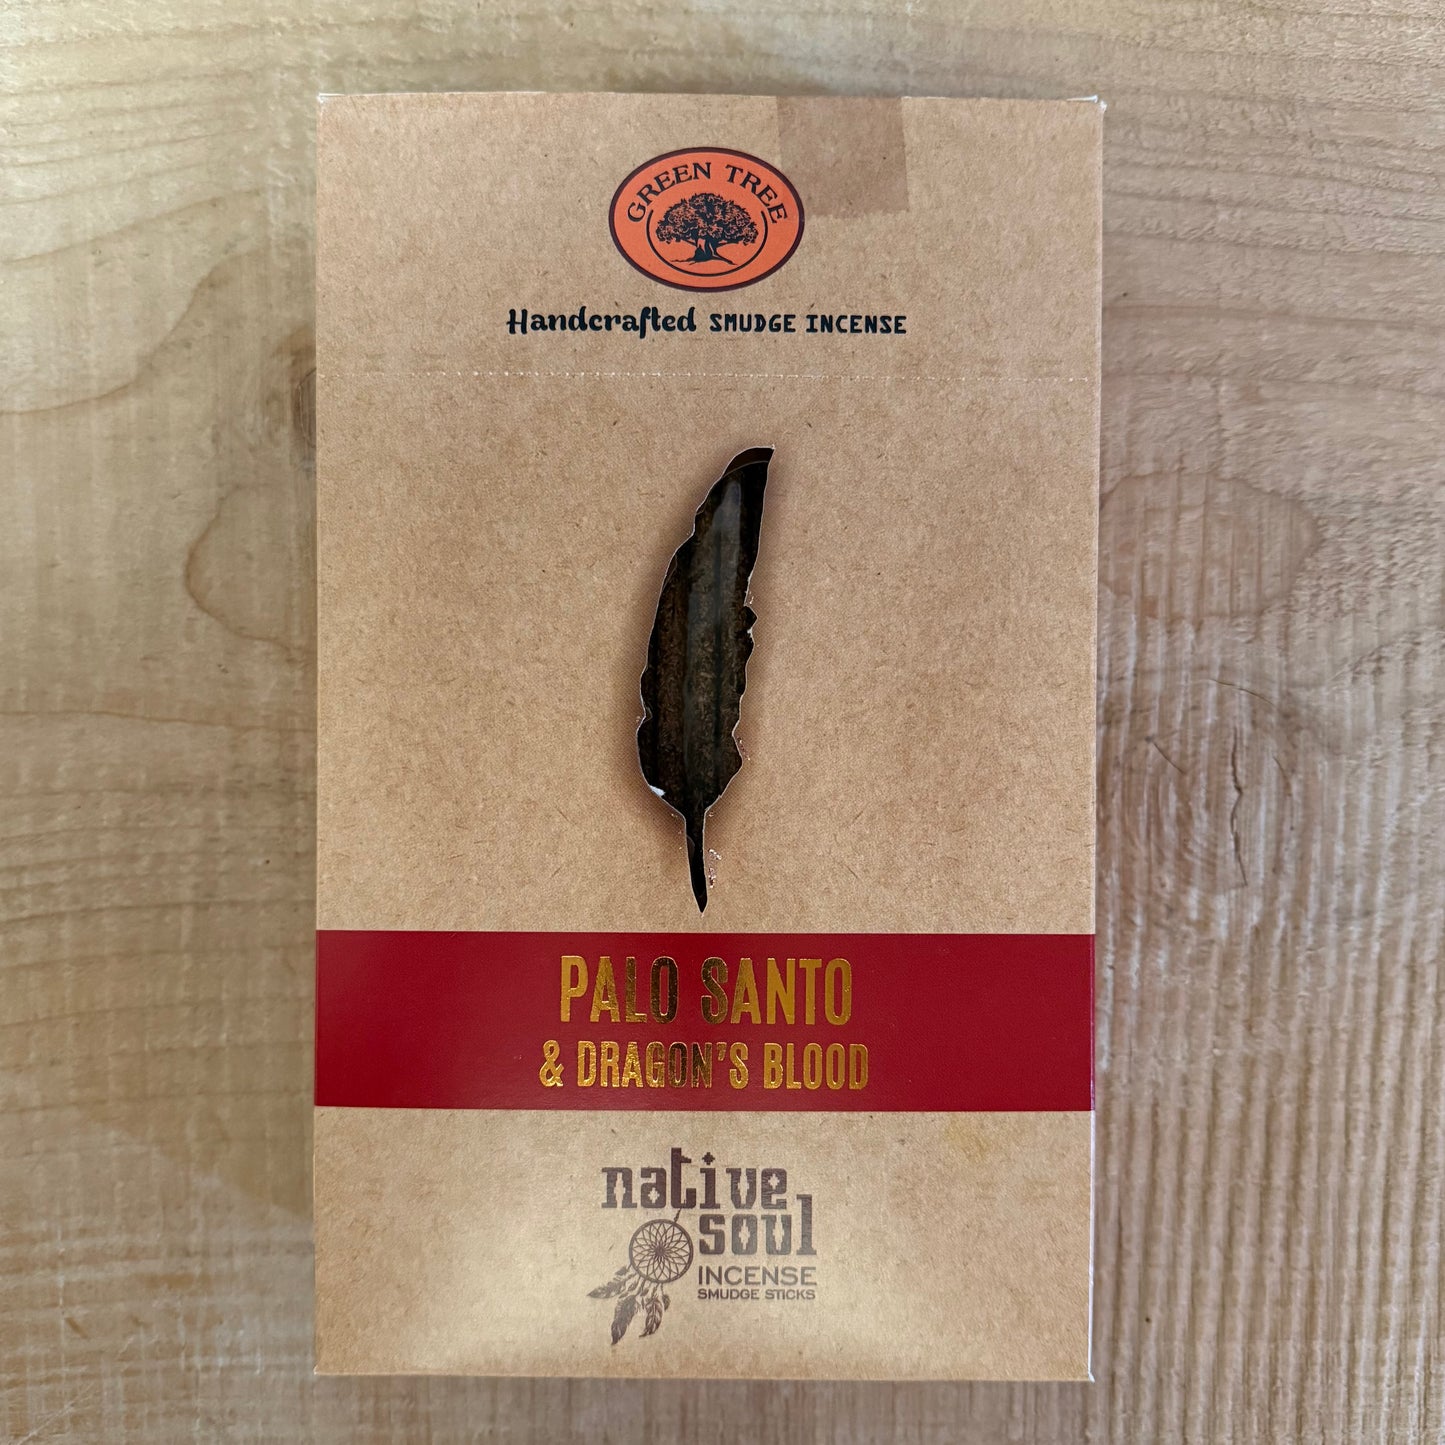 GREEN TREE
Handcrafted SMUDGE INCENSE
PALO SANTO
& DRAGON'S BLOOD
native
soul
INCENSE
SMUDGE STICKS